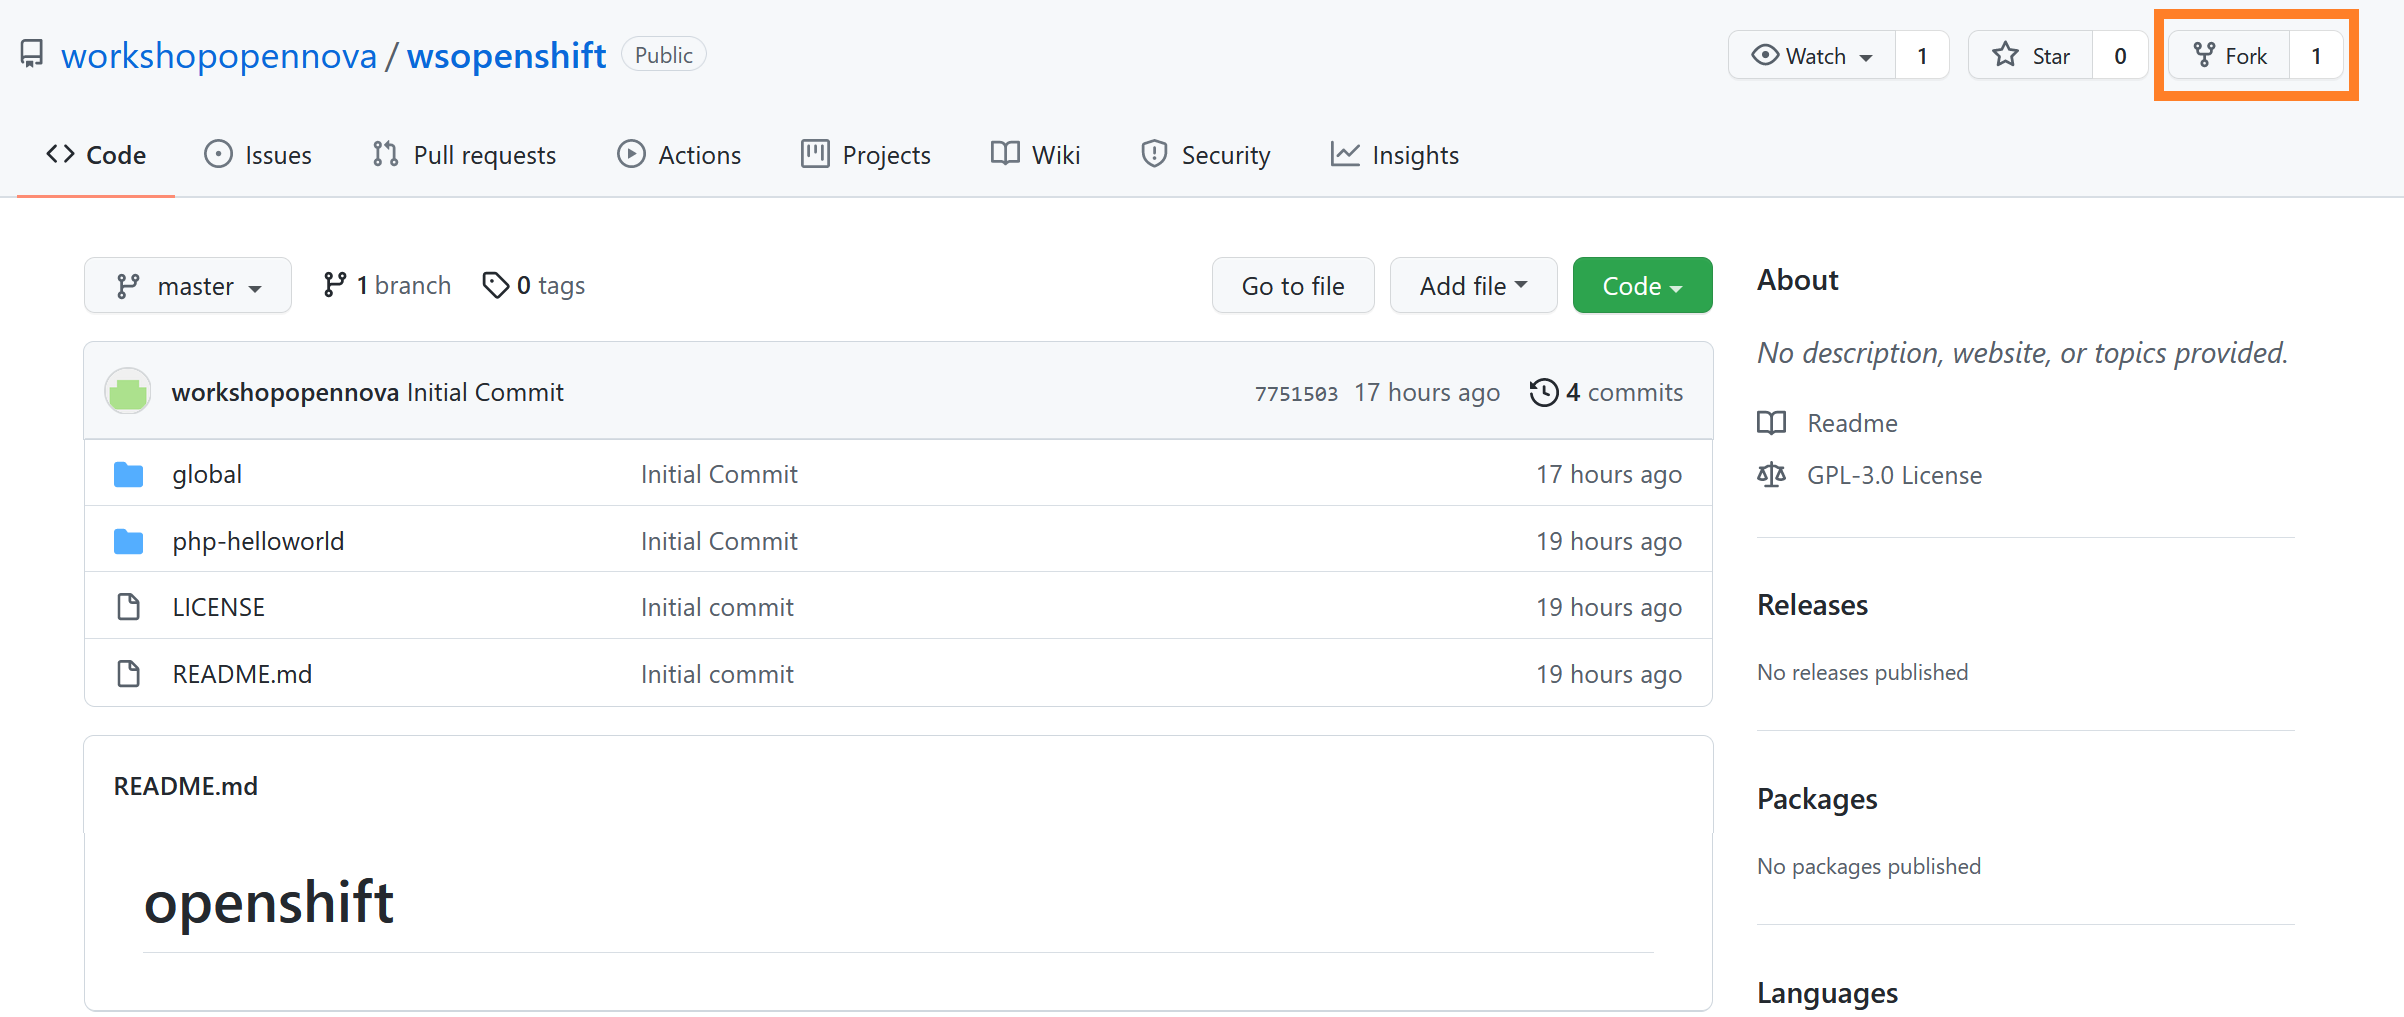 workshopopennova / wsopenshift Public Watch 1 Star 0 Fork 1
Code Issues Pull requests Actions Projects Wiki Security Insights
master 1 branch 0 tags Go to file Add file Code
workshopopennova Initial Commit 7751503 17 hours ago 4 commits
global Initial Commit 17 hours ago
php-helloworld Initial Commit 19 hours ago
LICENSE Initial commit 19 hours ago
README.md Initial commit 19 hours ago
README.md
openshift
About
No description, website, or topics provided.
Readme
GPL-3.0 License
Releases
No releases published
Packages
No packages published
Languages